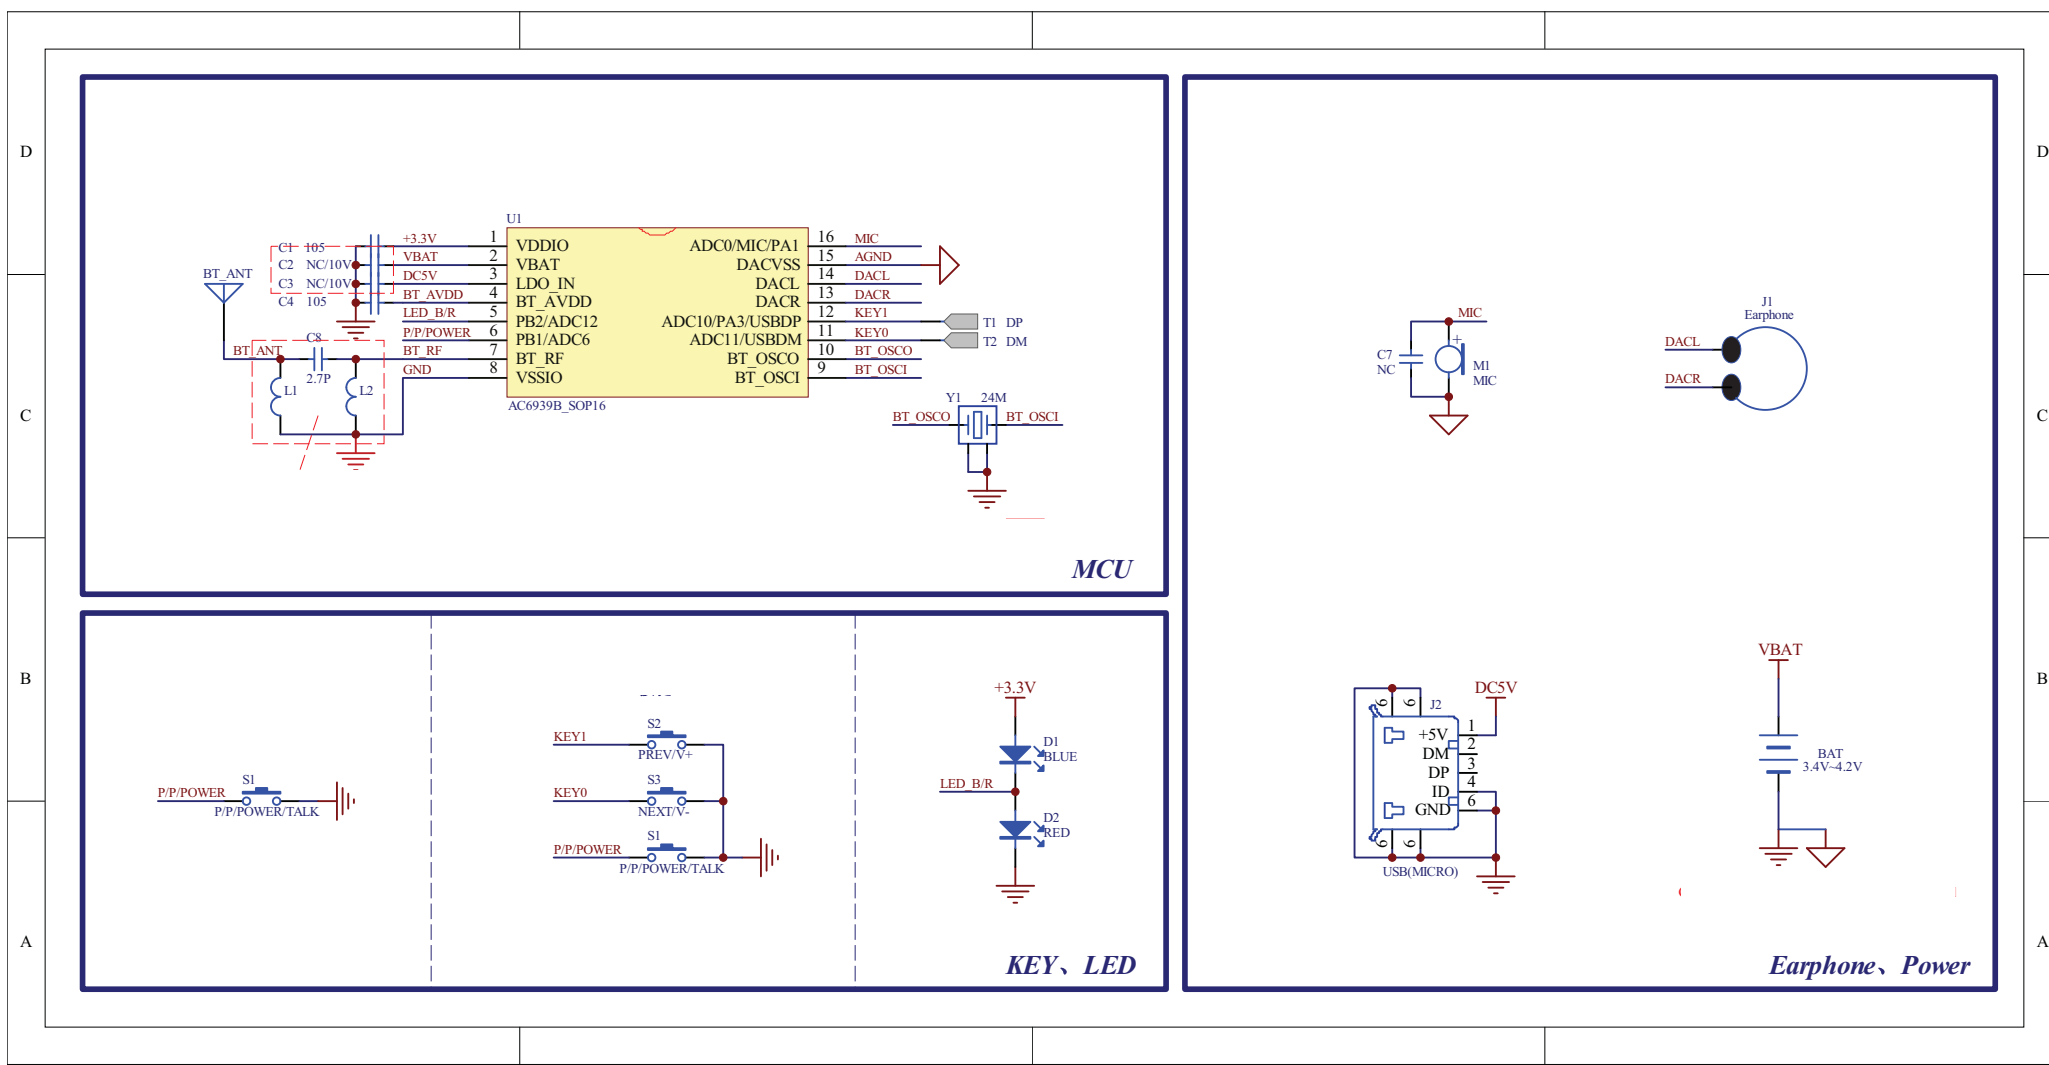 D
D
C
C
B
B
A
A
U1
C1 105
C2 NC/10V
C3 NC/10V
C4 105
+3.3V
VBAT
DC5V
BT_AVDD
LED_B/R
P/P/POWER
BT_RF
GND
1 VDDIO
2 VBAT
3 LDO_IN
4 BT_AVDD
5 PB2/ADC12
6 PB1/ADC6
7 BT_RF
8 VSSIO
ADC0/MIC/PA1 16 MIC
DACVSS 15 AGND
DACL 14 DACL
DACR 13 DACR
ADC10/PA3/USBDP 12 KEY1
ADC11/USBDM 11 KEY0
BT_OSCO 10 BT_OSCO
BT_OSCI 9 BT_OSCI
T1 DP
T2 DM
AC6939B_SOP16
BT_ANT
BT_ANT
C8
2.7P
L1
L2
Y1 24M
BT_OSCO
BT_OSCI
MCU
P/P/POWER
S1
P/P/POWER/TALK
KEY1
S2
PREV/V+
KEY0
S3
NEXT/V-
P/P/POWER
S1
P/P/POWER/TALK
+3.3V
D1
BLUE
LED_B/R
D2
RED
KEY、LED
MIC
C7
NC
+
M1
MIC
J1
Earphone
DACL
DACR
DC5V
J2
6
6
+5V 1
DM 2
DP 3
ID 4
GND 6
6
6
USB(MICRO)
VBAT
BAT
3.4V~4.2V
Earphone、Power